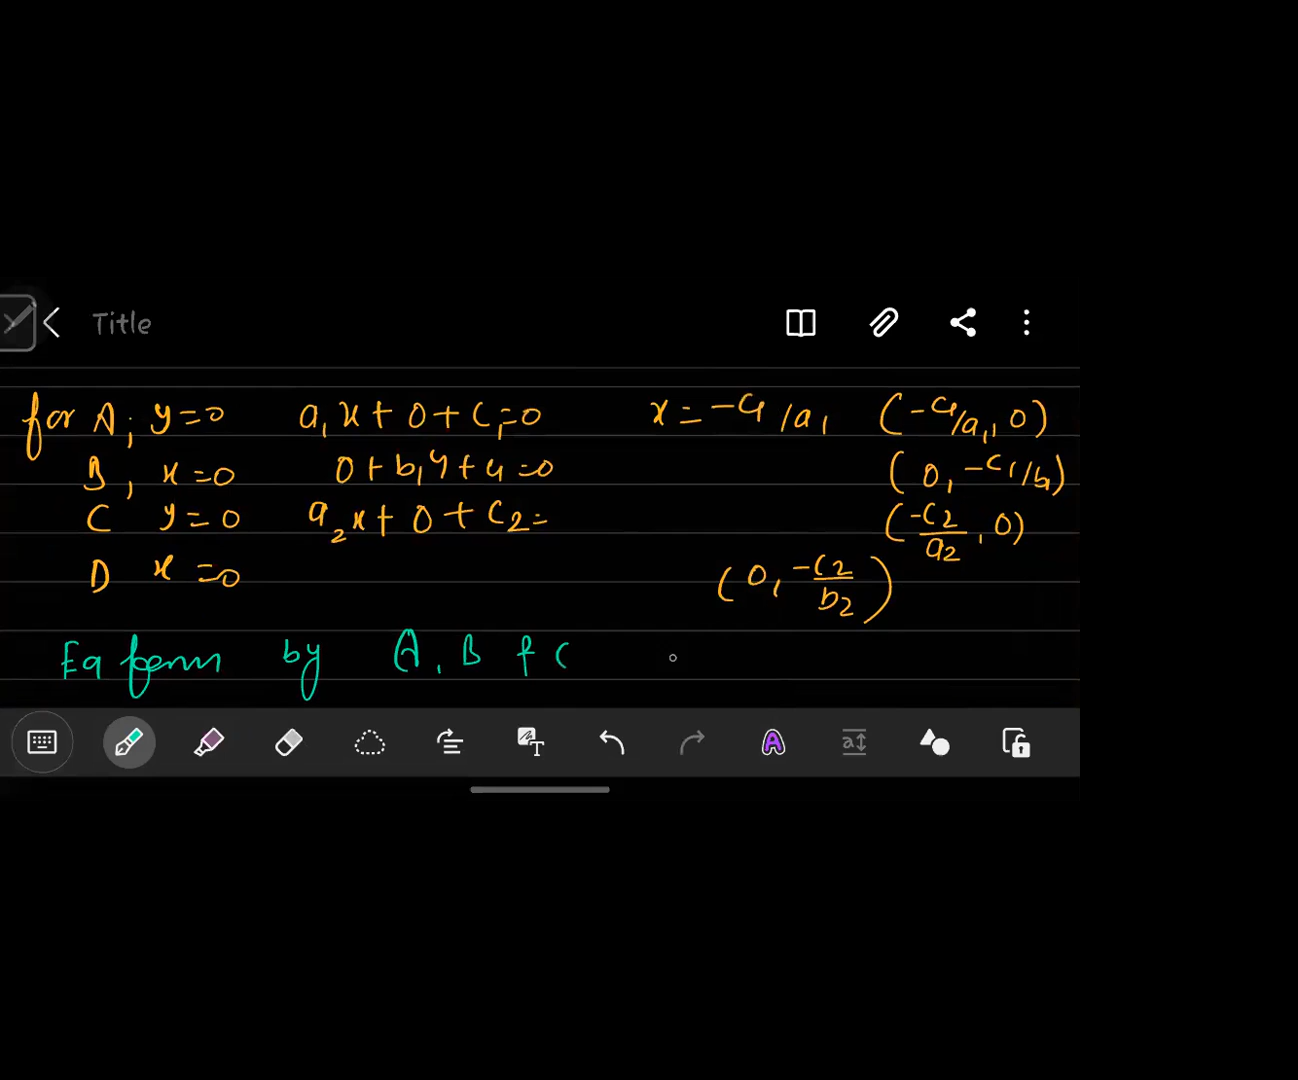 Title
for A; y=0 a₁x + 0 + c₁=0 x = -c₁/a₁ (-c₁/a₁, 0)
B, x=0 0 + b₁y + c₁=0 (0, -c₁/b₁)
C y=0 a₂x + 0 + c₂= (-c₂/a₂, 0)
D x=0 (0, -c₂/b₂)
Eq by A, B & C